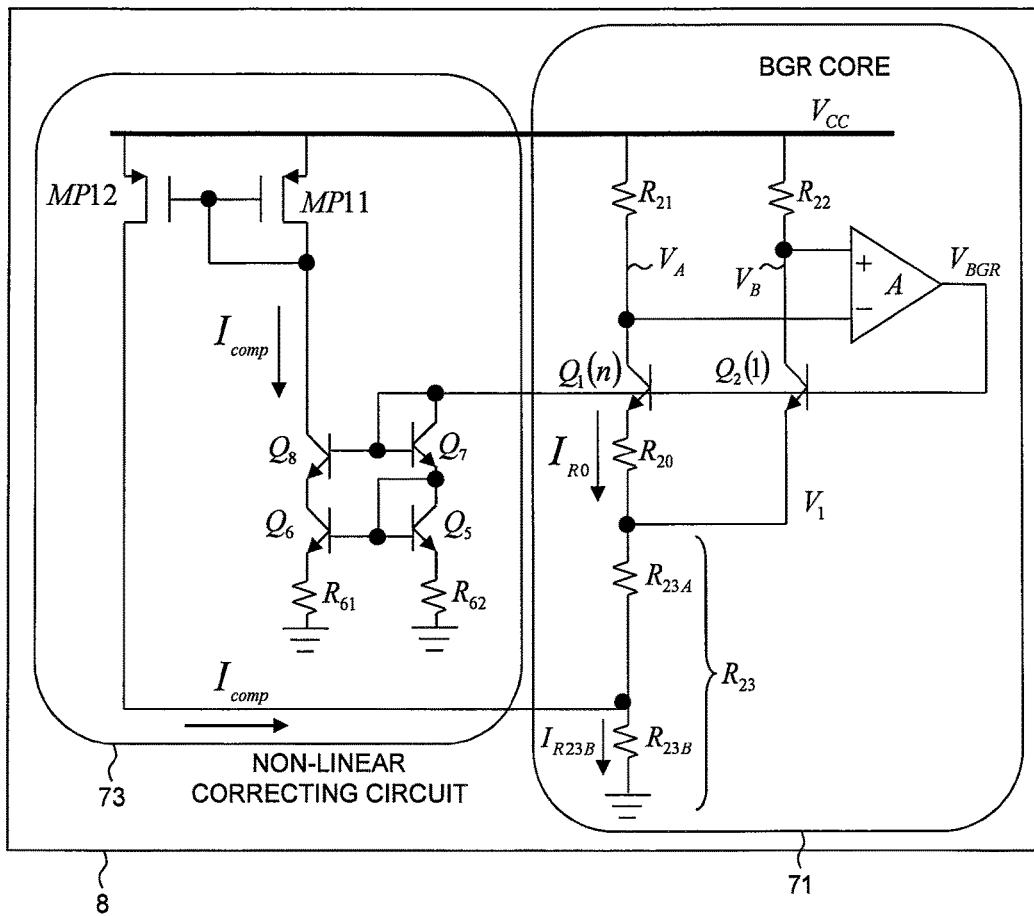 BGR CORE
V_CC
MP12
MP11
R_21
R_22
V_A
V_B
+
−
A
V_BGR
I_comp
Q_1(n)
Q_2(1)
Q_8
Q_7
I_R0
R_20
V_1
Q_6
Q_5
R_61
R_62
R_23A
R_23
I_comp
I_R23B
R_23B
NON-LINEAR
CORRECTING CIRCUIT
73
71
8